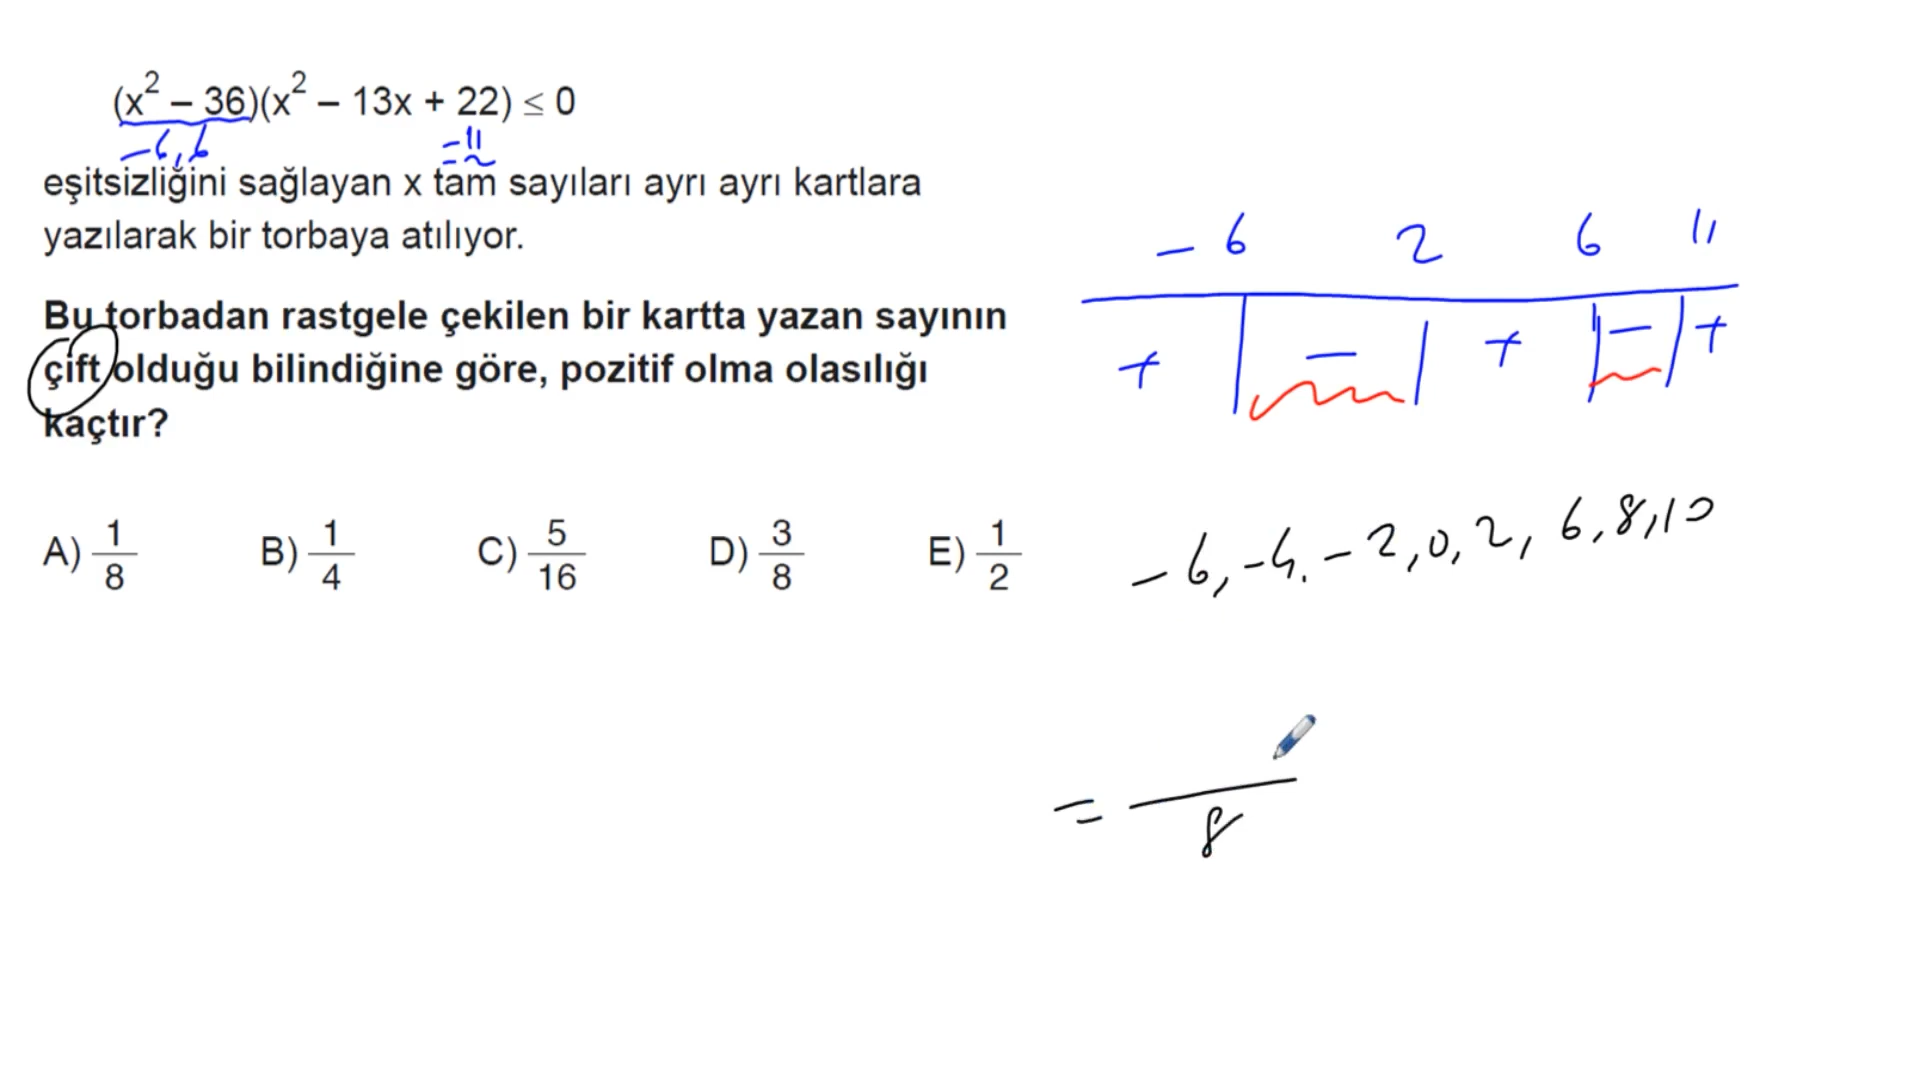 (x² – 36)(x² – 13x + 22) ≤ 0
–6,6
–11
–2
eşitsizliğini sağlayan x tam sayıları ayrı ayrı kartlara
yazılarak bir torbaya atılıyor.
Bu torbadan rastgele çekilen bir kartta yazan sayının
çift olduğu bilindiğine göre, pozitif olma olasılığı
kaçtır?
A) 1/8 B) 1/4 C) 5/16 D) 3/8 E) 1/2
–6 2 6 11
+ – + – +
–6, –4, –2, 0, 2, 6, 8, 10
= /8